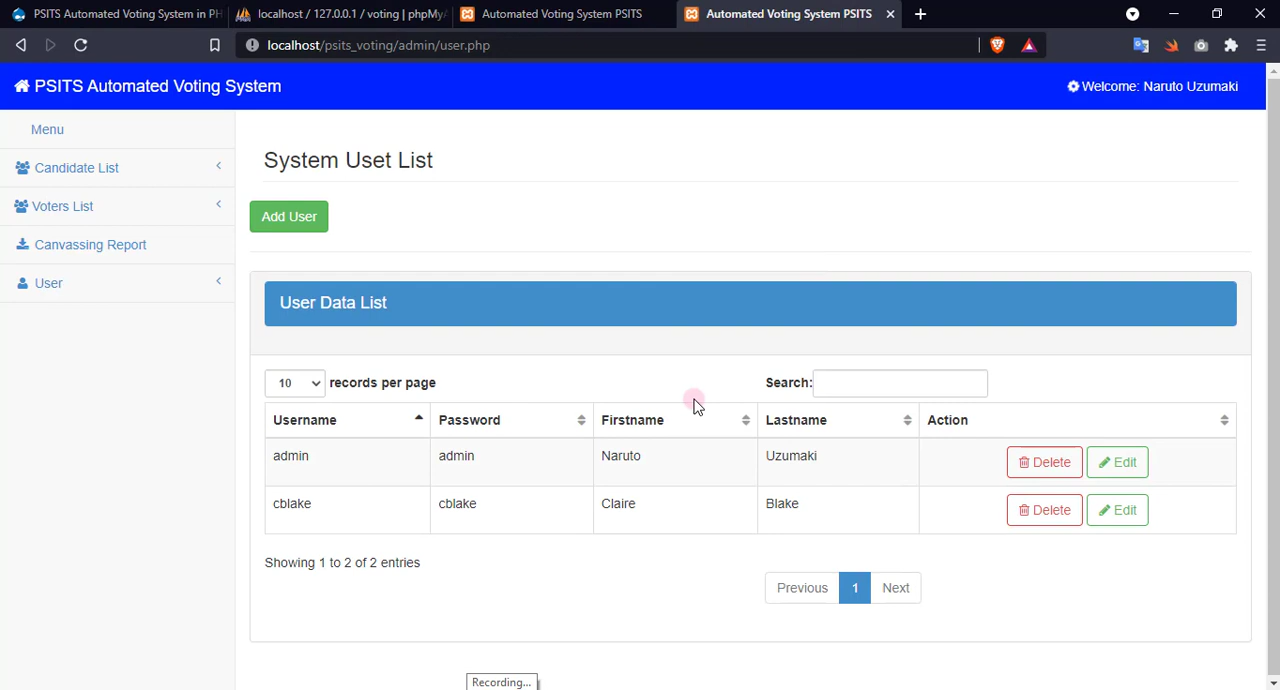 PSITS Automated Voting System in PH
localhost / 127.0.0.1 / voting | phpMy
Automated Voting System PSITS
Automated Voting System PSITS
localhost/psits_voting/admin/user.php
PSITS Automated Voting System
Welcome: Naruto Uzumaki
Menu
Candidate List
Voters List
Canvassing Report
User
System Uset List
Add User
User Data List
10 records per page
Search:
Username Password Firstname Lastname Action
admin admin Naruto Uzumaki Delete Edit
cblake cblake Claire Blake Delete Edit
Showing 1 to 2 of 2 entries
Previous 1 Next
Recording...